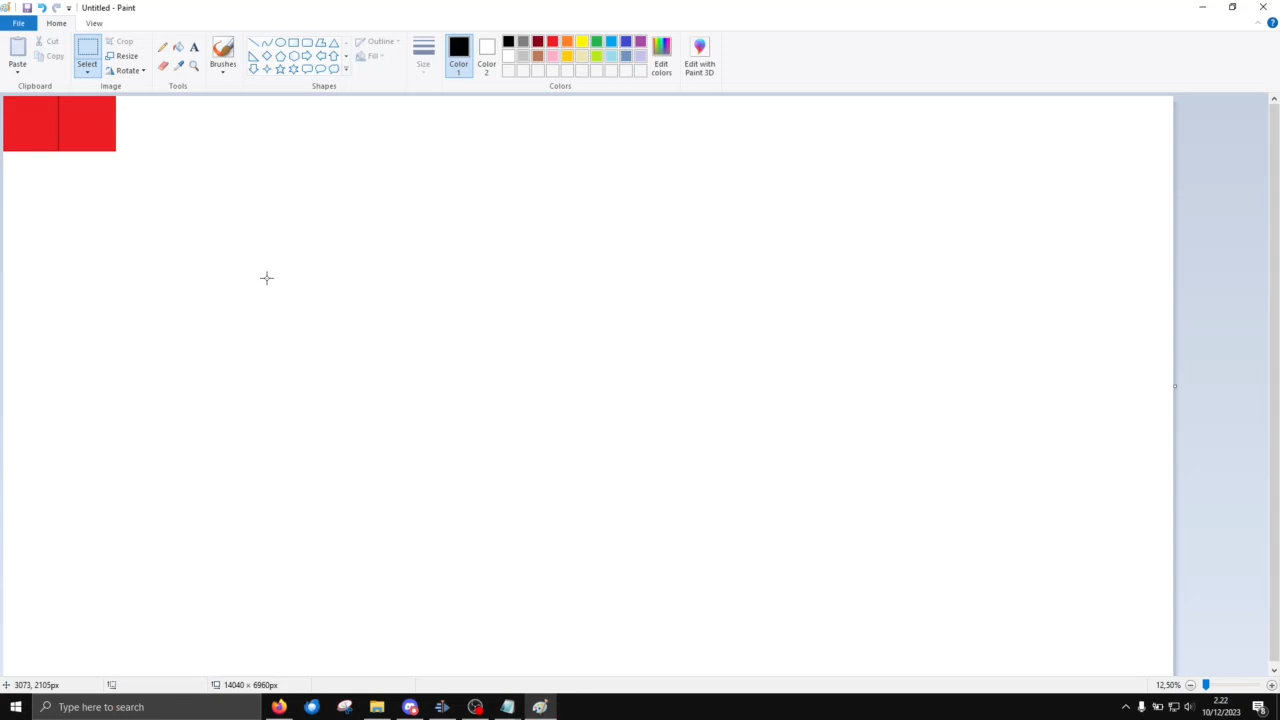 Untitled - Paint
File Home View
Paste
Cut
Copy
Clipboard
Select
Crop
Resize
Rotate
Image
A
Tools
Brushes
Outline
Fill
Shapes
Size
Color 1
Color 2
Edit colors
Colors
Edit with Paint 3D
3073, 2105px
14040 × 6960px
12,50%
Type here to search
2.22
10/12/2023
8